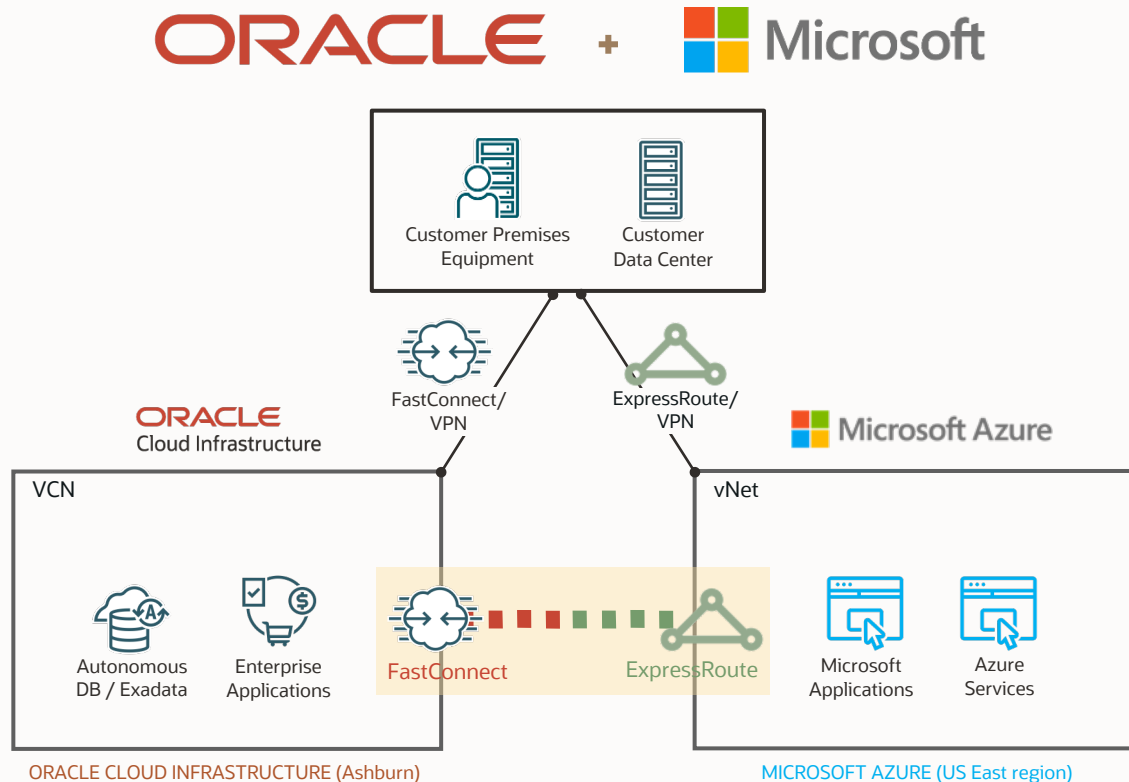 ORACLE + Microsoft
Customer Premises
Equipment
Customer
Data Center
FastConnect/
VPN
ExpressRoute/
VPN
ORACLE
Cloud Infrastructure
Microsoft Azure
VCN
vNet
A
$
Autonomous
DB / Exadata
Enterprise
Applications
FastConnect
ExpressRoute
Microsoft
Applications
Azure
Services
ORACLE CLOUD INFRASTRUCTURE (Ashburn)
MICROSOFT AZURE (US East region)